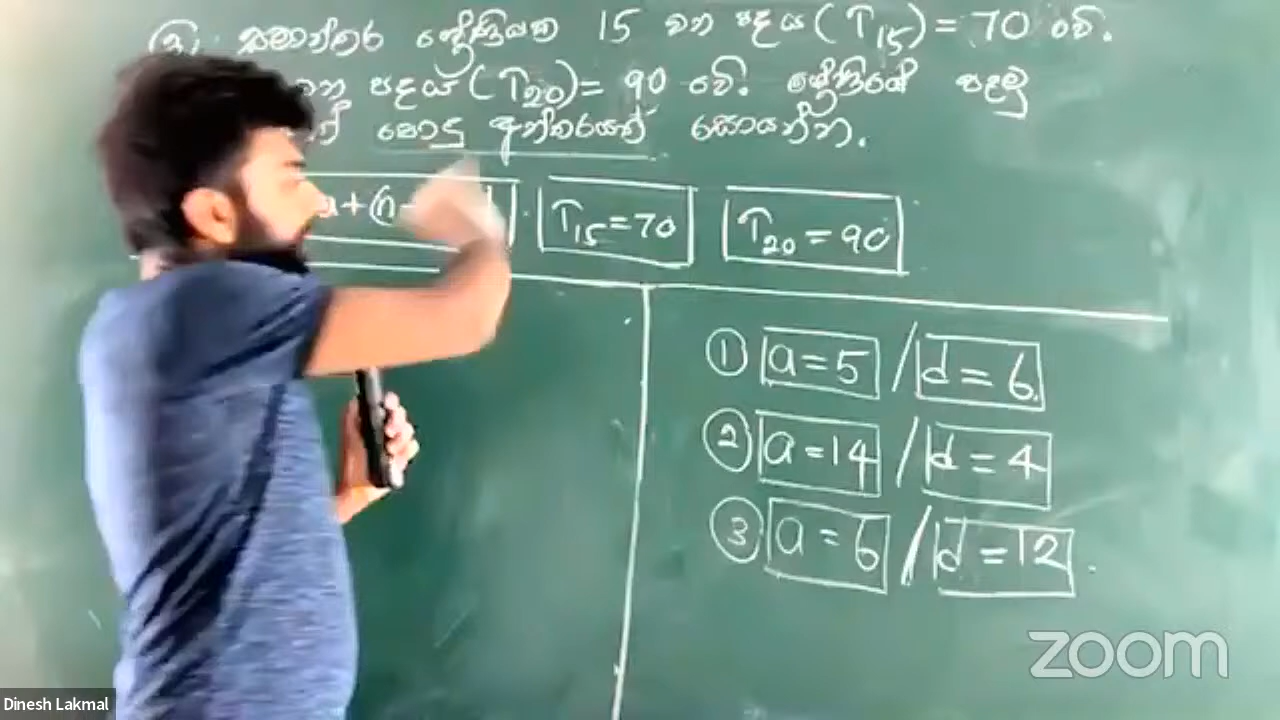 සමාන්තර ශ්‍රේණියක 15 වන පදය (T₁₅) = 70 වේ.
වන පදය (T₂₀) = 90 වේ. ශ්‍රේණියේ පළමු
පොදු අන්තරයත් සොයන්න.
a+(n- T₁₅=70 T₂₀=90
① a=5 / d=6
② a=14 / d=4
③ a=6 / d=12.
zoom
Dinesh Lakmal